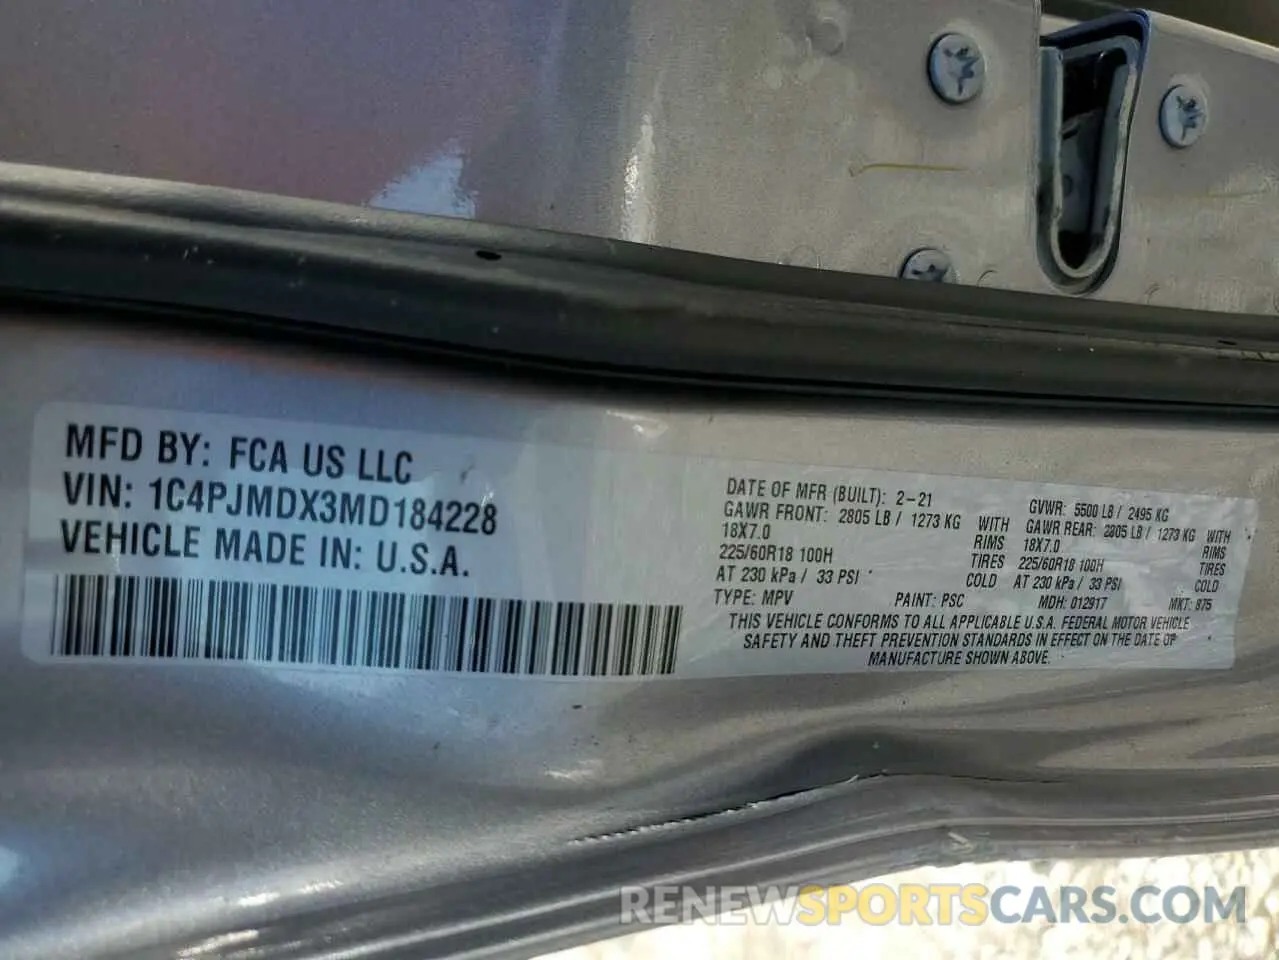 MFD BY: FCA US LLC
VIN: 1C4PJMDX3MD184228
VEHICLE MADE IN: U.S.A.
DATE OF MFR (BUILT): 2-21 GVWR: 5500 LB / 2495 KG
GAWR FRONT: 2805 LB / 1273 KG WITH GAWR REAR: 2805 LB / 1273 KG WITH
18X7.0 RIMS 18X7.0 RIMS
225/60R18 100H TIRES 225/60R18 100H TIRES
AT 230 kPa / 33 PSI COLD AT 230 kPa / 33 PSI COLD
TYPE: MPV PAINT: PSC MDH: 012917 MKT: 875
THIS VEHICLE CONFORMS TO ALL APPLICABLE U.S.A. FEDERAL MOTOR VEHICLE
SAFETY AND THEFT PREVENTION STANDARDS IN EFFECT ON THE DATE OF
MANUFACTURE SHOWN ABOVE.
RENEWSPORTSCARS.COM